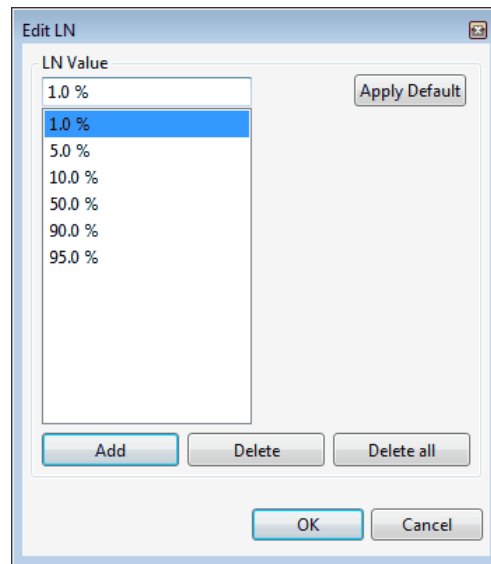 Edit LN
LN Value
1.0 %
Apply Default
1.0 %
5.0 %
10.0 %
50.0 %
90.0 %
95.0 %
Add Delete Delete all
OK Cancel